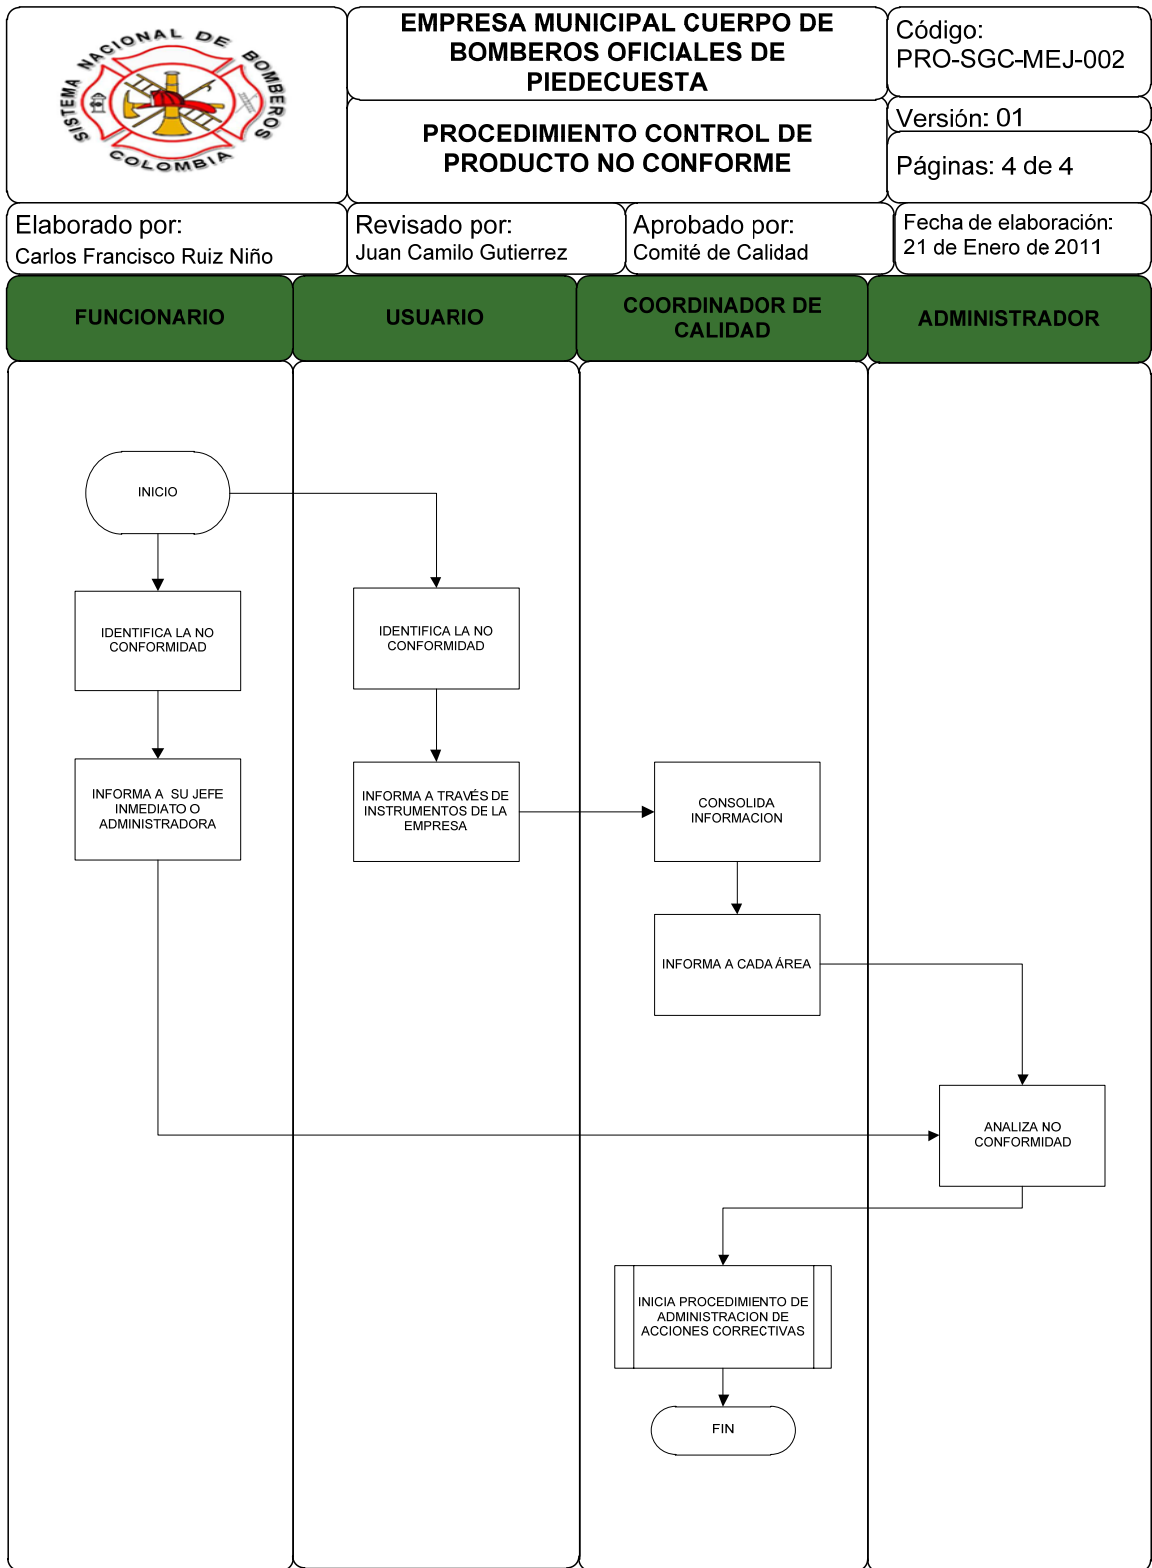 SISTEMA NACIONAL DE BOMBEROS
COLOMBIA
EMPRESA MUNICIPAL CUERPO DE
BOMBEROS OFICIALES DE
PIEDECUESTA
PROCEDIMIENTO CONTROL DE
PRODUCTO NO CONFORME
Código:
PRO-SGC-MEJ-002
Versión: 01
Páginas: 4 de 4
Elaborado por:
Carlos Francisco Ruiz Niño
Revisado por:
Juan Camilo Gutierrez
Aprobado por:
Comité de Calidad
Fecha de elaboración:
21 de Enero de 2011
FUNCIONARIO
USUARIO
COORDINADOR DE
CALIDAD
ADMINISTRADOR
INICIO
IDENTIFICA LA NO
CONFORMIDAD
IDENTIFICA LA NO
CONFORMIDAD
INFORMA A SU JEFE
INMEDIATO O
ADMINISTRADORA
INFORMA A TRAVÉS DE
INSTRUMENTOS DE LA
EMPRESA
CONSOLIDA
INFORMACION
INFORMA A CADA ÁREA
ANALIZA NO
CONFORMIDAD
INICIA PROCEDIMIENTO DE
ADMINISTRACION DE
ACCIONES CORRECTIVAS
FIN